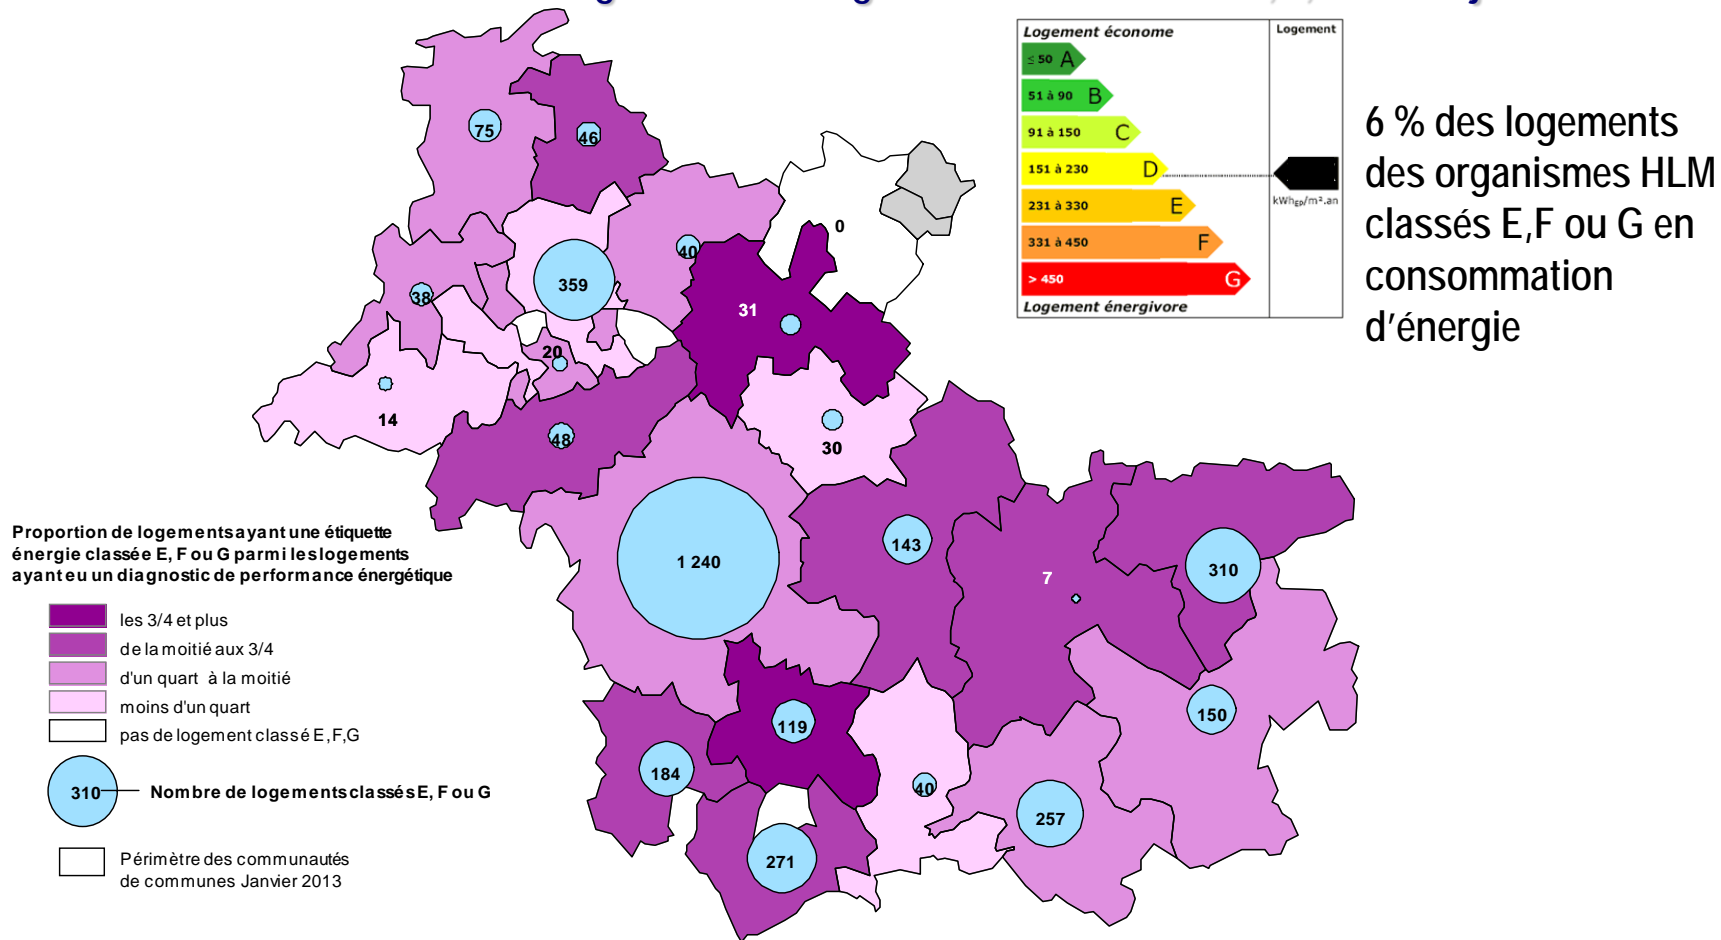 Logement économe
Logement
≤ 50 A
51 à 90 B
91 à 150 C
151 à 230 D
231 à 330 E
331 à 450 F
> 450 G
kWhEP/m².an
Logement énergivore
6 % des logements
des organismes HLM
classés E,F ou G en
consommation
d'énergie
75
46
0
40
359
38
31
20
14
30
48
143
1 240
7
310
150
119
184
40
257
271
Proportion de logements ayant une étiquette
énergie classée E, F ou G parmi les logements
ayant eu un diagnostic de performance énergétique
les 3/4 et plus
de la moitié aux 3/4
d'un quart à la moitié
moins d'un quart
pas de logement classé E,F,G
310 Nombre de logements classés E, F ou G
Périmètre des communautés
de communes Janvier 2013